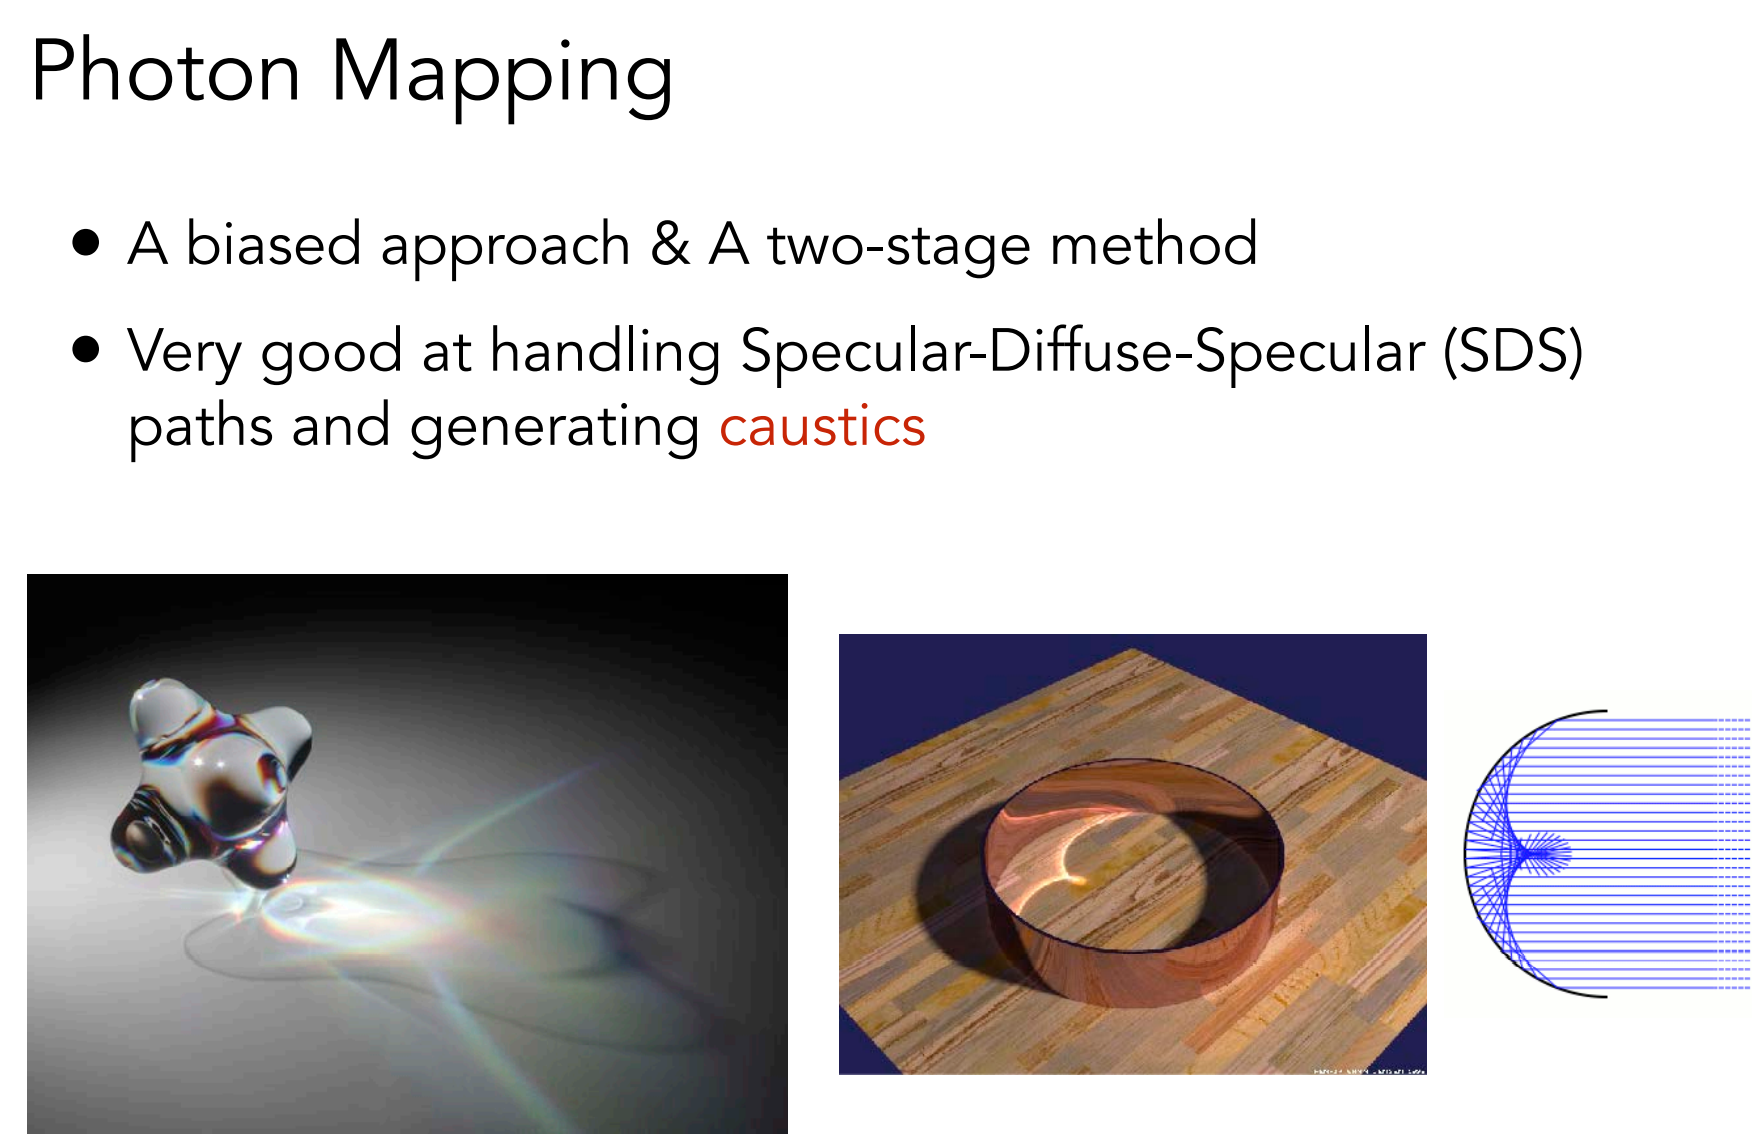 Photon Mapping
• A biased approach & A two-stage method
• Very good at handling Specular-Diffuse-Specular (SDS)
paths and generating caustics